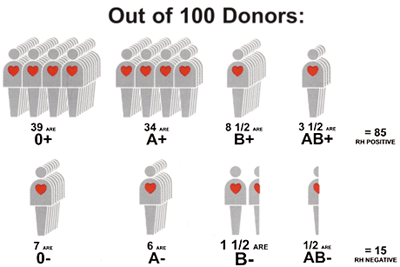 Out of 100 Donors:
39 ARE 34 ARE 8 1/2 ARE 3 1/2 ARE
0+ A+ B+ AB+ = 85
RH POSITIVE
7 ARE 6 ARE 1 1/2 ARE 1/2 ARE
0- A- B- AB- = 15
RH NEGATIVE